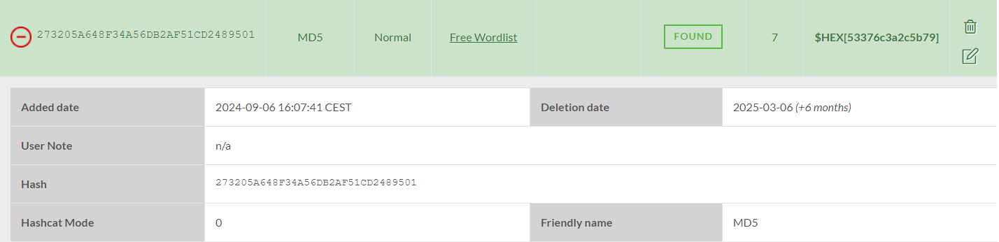 273205A648F34A56DB2AF51CD2489501 MD5 Normal Free Wordlist FOUND 7 $HEX[53376c3a2c5b79]
Added date 2024-09-06 16:07:41 CEST Deletion date 2025-03-06 (+6 months)
User Note n/a
Hash 273205A648F34A56DB2AF51CD2489501
Hashcat Mode 0 Friendly name MD5